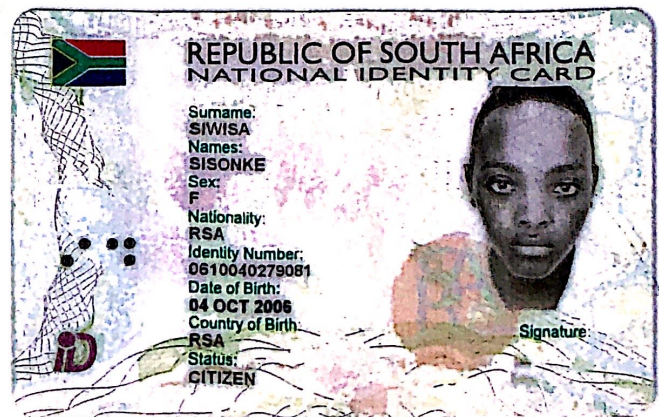 REPUBLIC OF SOUTH AFRICA
NATIONAL IDENTITY CARD
Surname:
SIWISA
Names:
SISONKE
Sex:
F
Nationality:
RSA
Identity Number:
0610040279081
Date of Birth:
04 OCT 2006
Country of Birth:
RSA
Status:
CITIZEN
Signature:
iD